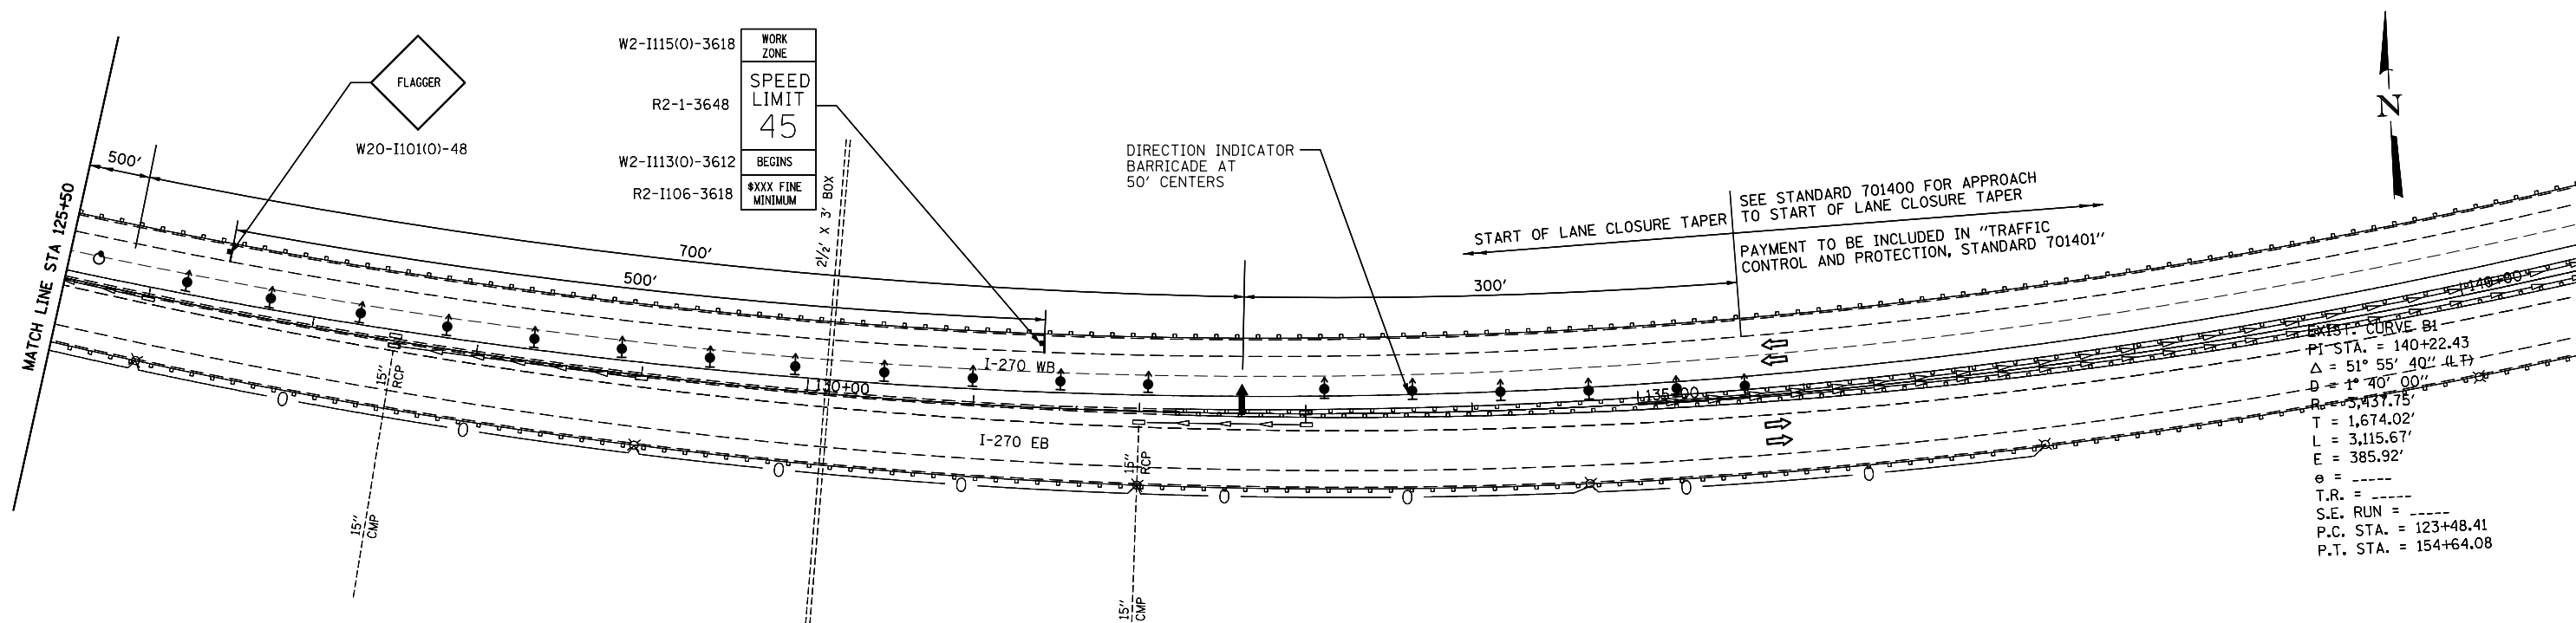 MATCH LINE STA 125+50
500'
FLAGGER
W20-I101(O)-48
W2-I115(O)-3618
WORK
ZONE
R2-1-3648
SPEED
LIMIT
45
W2-I113(O)-3612
BEGINS
R2-I106-3618
$XXX FINE
MINIMUM
2½' X 3' BOX
700'
500'
DIRECTION INDICATOR
BARRICADE AT
50' CENTERS
START OF LANE CLOSURE TAPER
SEE STANDARD 701400 FOR APPROACH
TO START OF LANE CLOSURE TAPER
PAYMENT TO BE INCLUDED IN "TRAFFIC
CONTROL AND PROTECTION, STANDARD 701401"
300'
N
I-270 WB
130+00
135+00
140+00
I-270 EB
15"
RCP
15"
CMP
15"
RCP
15"
CMP
EXIST. CURVE B1
PI STA. = 140+22.43
Δ = 51° 55' 40" (LT)
D = 1° 40' 00"
R = 3,437.75'
T = 1,674.02'
L = 3,115.67'
E = 385.92'
e = -----
T.R. = -----
S.E. RUN = -----
P.C. STA. = 123+48.41
P.T. STA. = 154+64.08